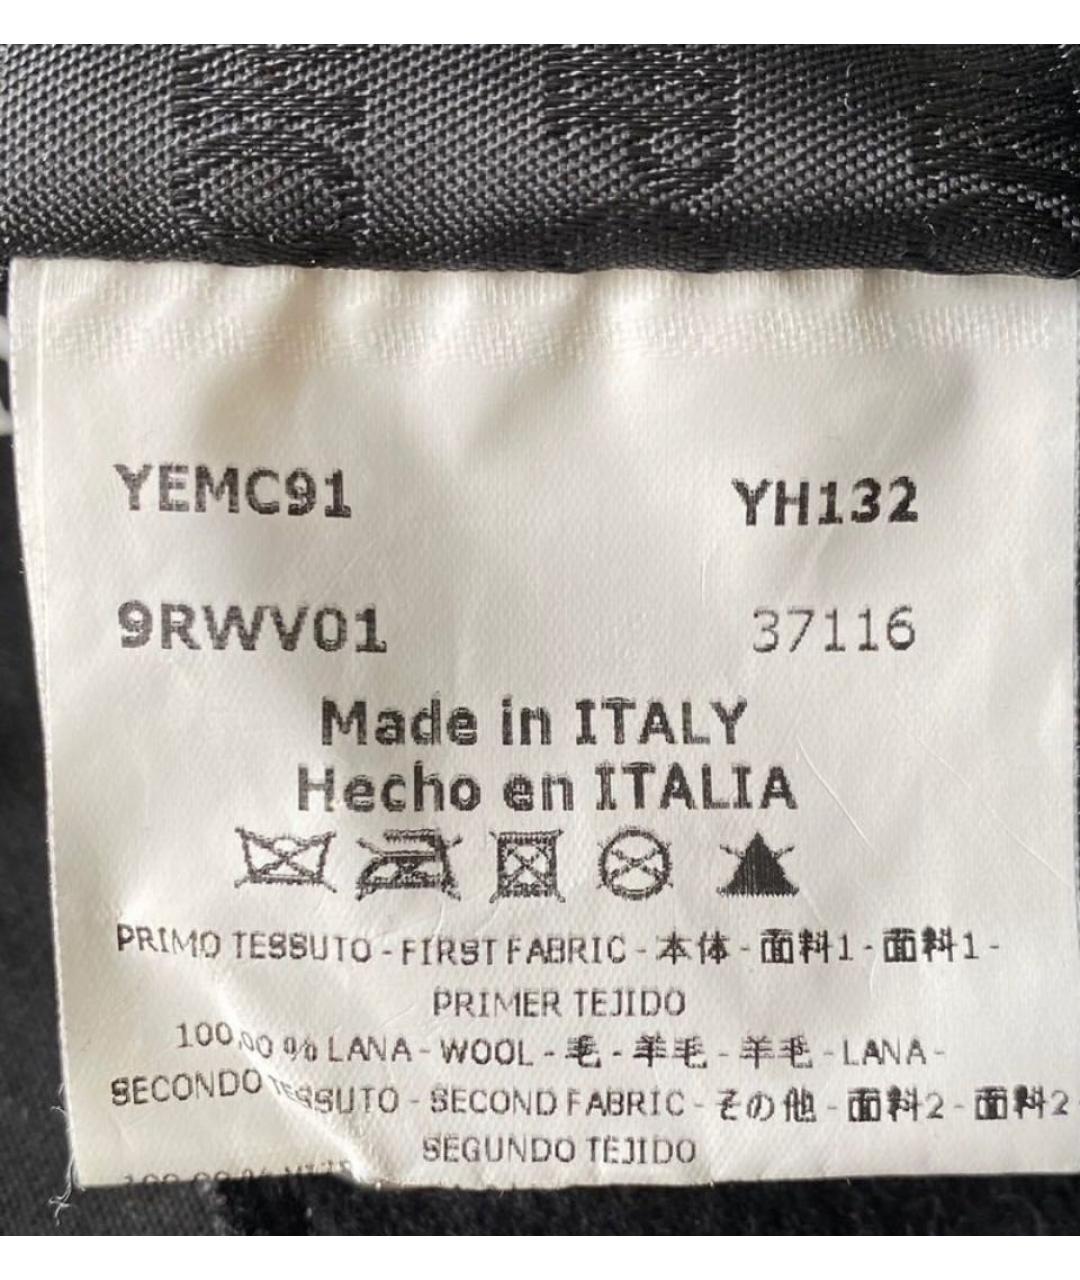 YEMC91 YH132
9RWV01 37116
Made in ITALY
Hecho en ITALIA
PRIMO TESSUTO - FIRST FABRIC - 本体 - 面料1 - 面料1 -
PRIMER TEJIDO
100,00 % LANA - WOOL - 毛 - 羊毛 - 羊毛 - LANA -
SECONDO TESSUTO - SECOND FABRIC - その他 - 面料2 - 面料2
SEGUNDO TEJIDO
100,00 %